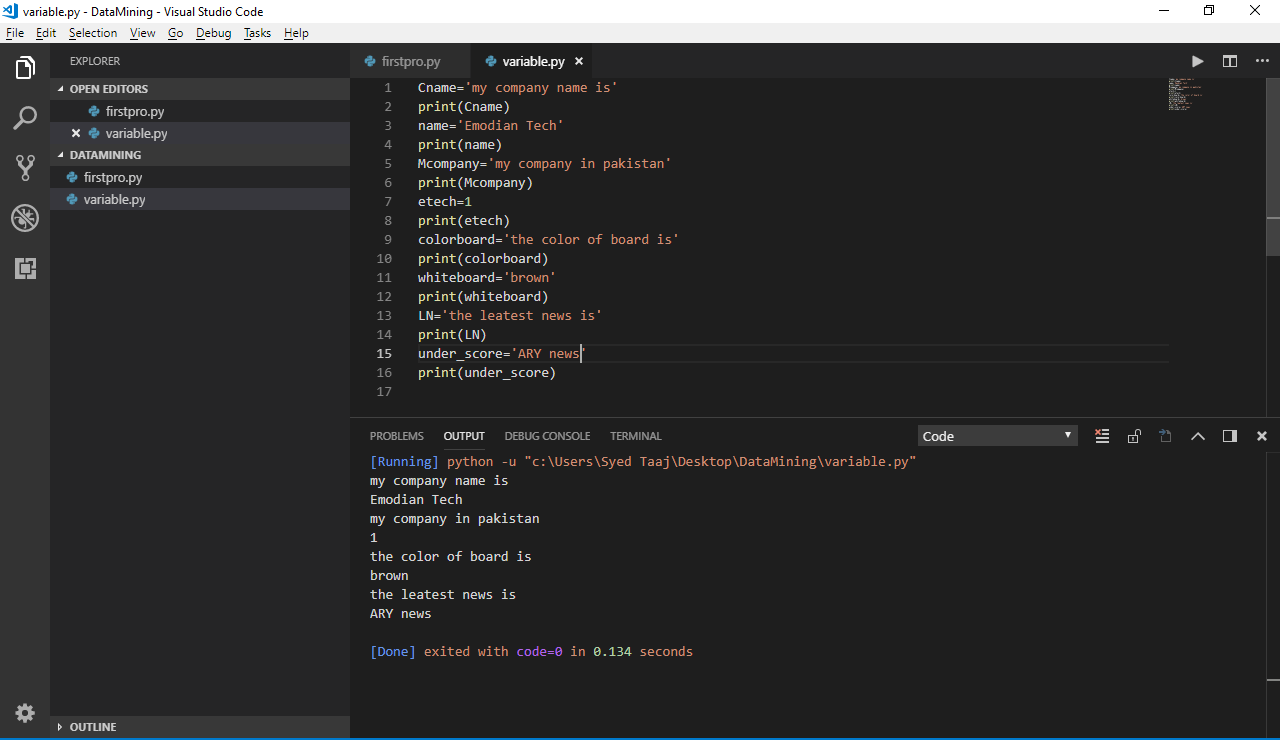 variable.py - DataMining - Visual Studio Code
File Edit Selection View Go Debug Tasks Help
EXPLORER
OPEN EDITORS
firstpro.py
variable.py
DATAMINING
firstpro.py
variable.py
OUTLINE
firstpro.py variable.py
1 Cname='my company name is'
2 print(Cname)
3 name='Emodian Tech'
4 print(name)
5 Mcompany='my company in pakistan'
6 print(Mcompany)
7 etech=1
8 print(etech)
9 colorboard='the color of board is'
10 print(colorboard)
11 whiteboard='brown'
12 print(whiteboard)
13 LN='the leatest news is'
14 print(LN)
15 under_score='ARY news'
16 print(under_score)
17
PROBLEMS OUTPUT DEBUG CONSOLE TERMINAL Code
[Running] python -u "c:\Users\Syed Taaj\Desktop\DataMining\variable.py"
my company name is
Emodian Tech
my company in pakistan
1
the color of board is
brown
the leatest news is
ARY news
[Done] exited with code=0 in 0.134 seconds